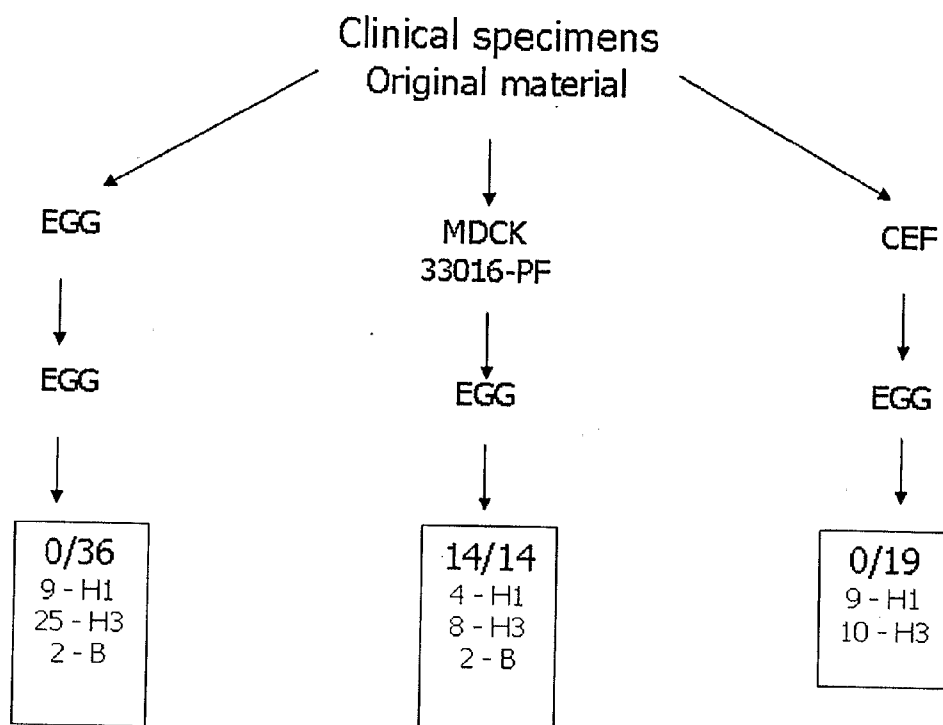 Clinical specimens
Original material
EGG
EGG
0/36
9 - H1
25 - H3
2 - B
MDCK
33016-PF
EGG
14/14
4 - H1
8 - H3
2 - B
CEF
EGG
0/19
9 - H1
10 - H3